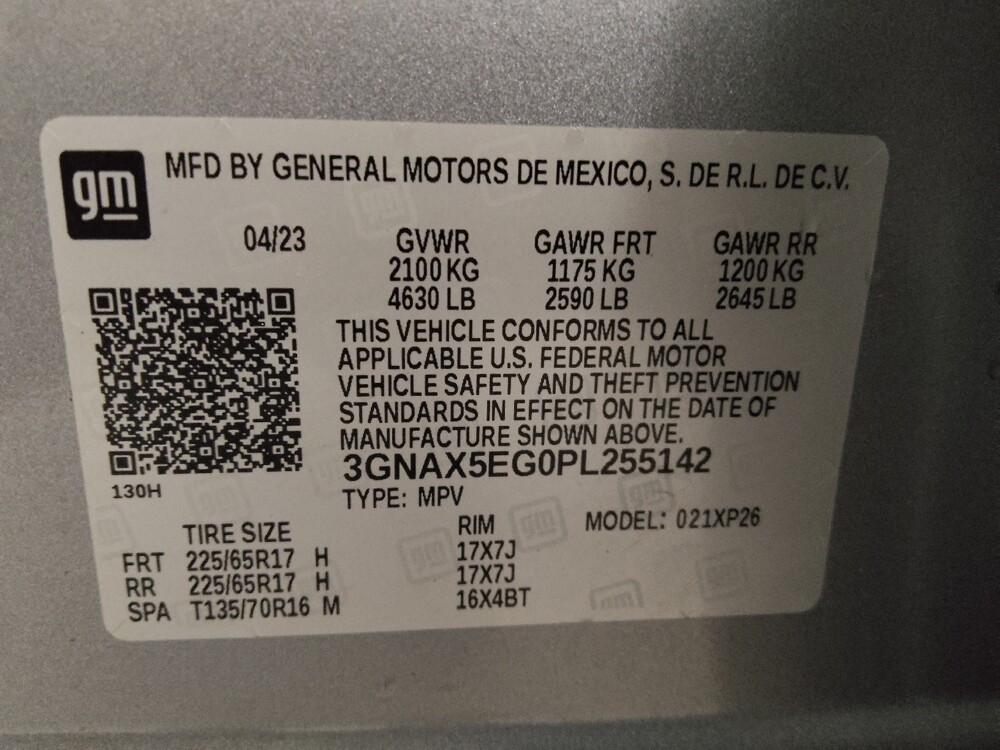 gm
MFD BY GENERAL MOTORS DE MEXICO, S. DE R.L. DE C.V.
04/23 GVWR GAWR FRT GAWR RR
2100 KG 1175 KG 1200 KG
4630 LB 2590 LB 2645 LB
THIS VEHICLE CONFORMS TO ALL
APPLICABLE U.S. FEDERAL MOTOR
VEHICLE SAFETY AND THEFT PREVENTION
STANDARDS IN EFFECT ON THE DATE OF
MANUFACTURE SHOWN ABOVE.
3GNAX5EG0PL255142
130H
TYPE: MPV
TIRE SIZE RIM MODEL: 021XP26
FRT 225/65R17 H 17X7J
RR 225/65R17 H 17X7J
SPA T135/70R16 M 16X4BT